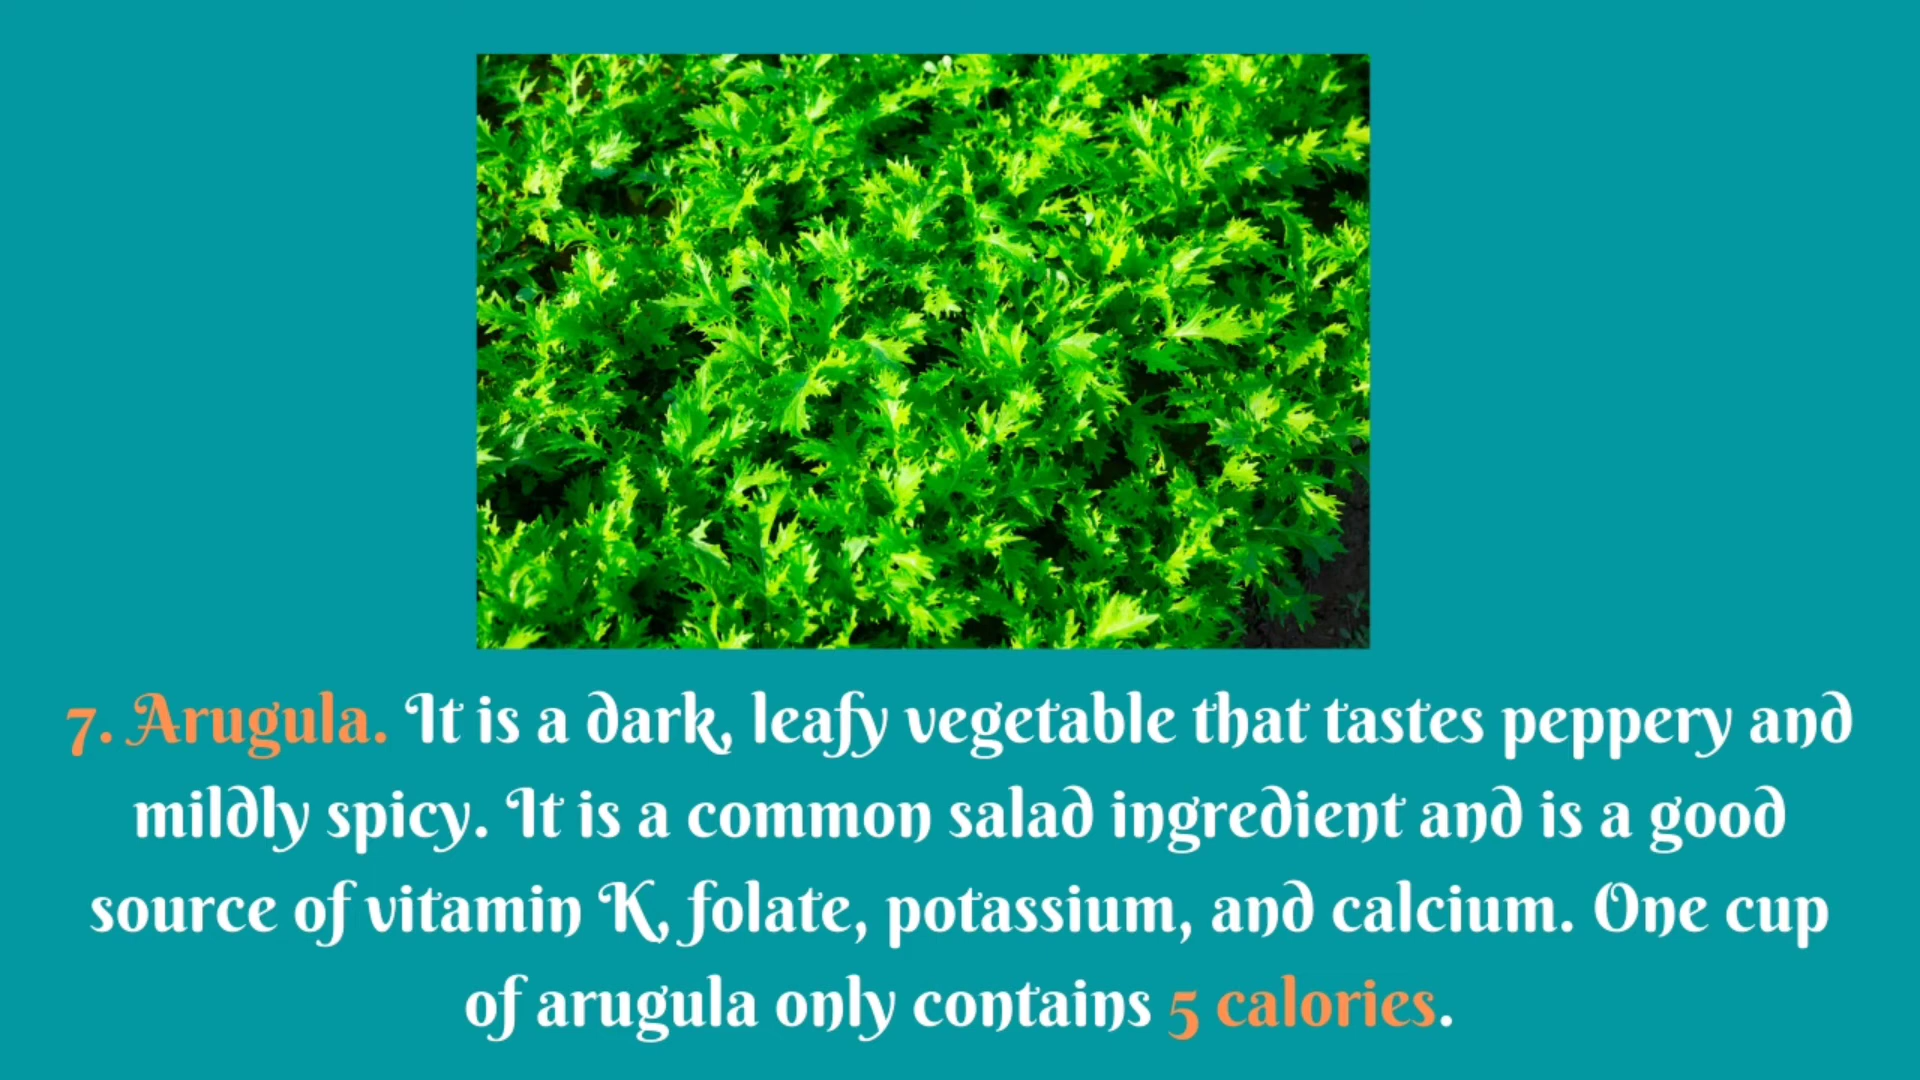 7. Arugula. It is a dark, leafy vegetable that tastes peppery and
mildly spicy. It is a common salad ingredient and is a good
source of vitamin K, folate, potassium, and calcium. One cup
of arugula only contains 5 calories.